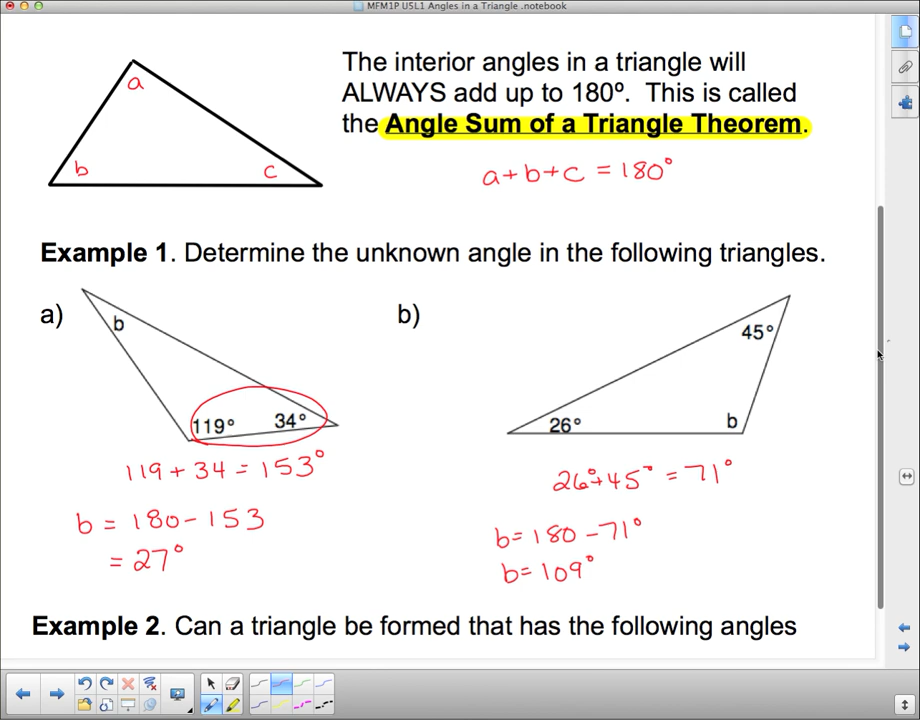 MFM1P U5L1 Angles in a Triangle .notebook
The interior angles in a triangle will
ALWAYS add up to 180º. This is called
the Angle Sum of a Triangle Theorem.
a
b
c
a+b+c = 180°
Example 1. Determine the unknown angle in the following triangles.
a)
b
119°
34°
119 + 34 = 153°
b = 180 - 153
= 27°
b)
45°
26°
b
26°+45° = 71°
b= 180 - 71°
b= 109°
Example 2. Can a triangle be formed that has the following angles